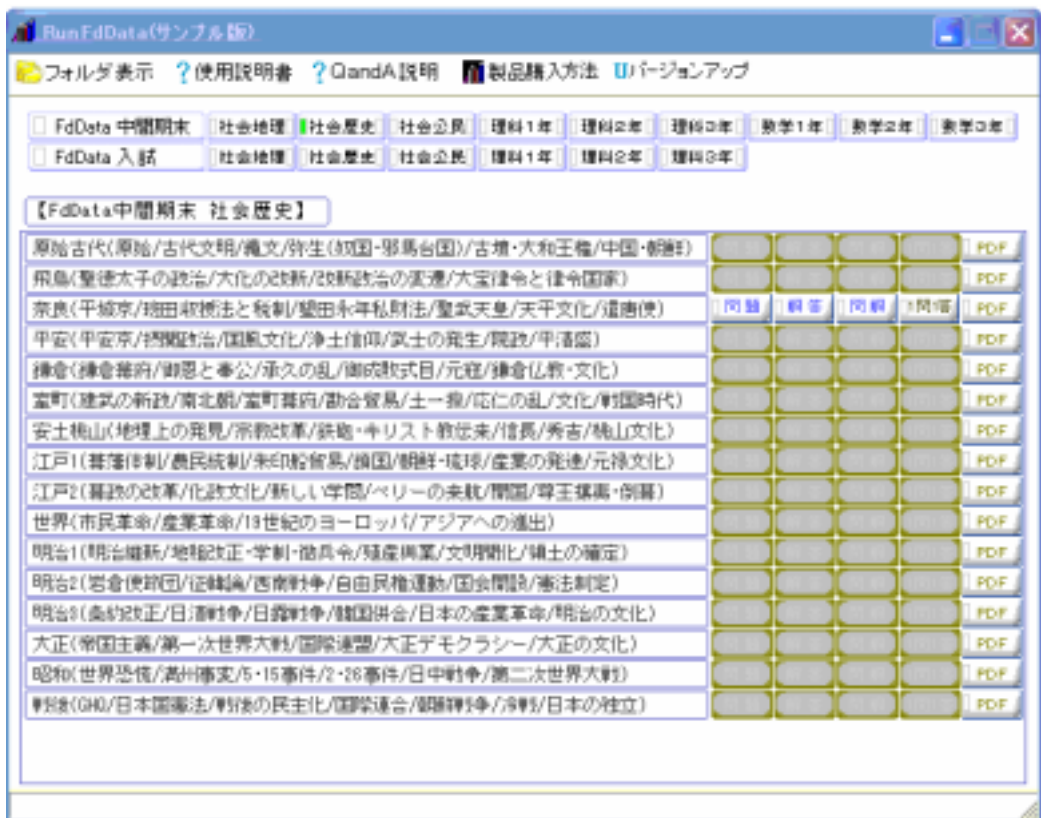 RunFdData(サンプル版)
フォルダ表示 ?使用説明書 ?QandA説明 製品購入方法 Uバージョンアップ
FdData 中間期末 社会地理 社会歴史 社会公民 理科1年 理科2年 理科3年 数学1年 数学2年 数学3年
FdData 入試 社会地理 社会歴史 社会公民 理科1年 理科2年 理科3年
【FdData中間期末 社会歴史】
原始古代(原始/古代文明/縄文/弥生(奴国・邪馬台国)/古墳・大和王権/中国・朝鮮) PDF
飛鳥(聖徳太子の政治/大化の改新/改新政治の変遷/大宝律令と律令国家) PDF
奈良(平城京/班田収授法と税制/墾田永年私財法/聖武天皇/天平文化/遣唐使) 問題 解答 問解 PDF
平安(平安京/摂関政治/国風文化/浄土信仰/武士の発生/院政/平清盛) PDF
鎌倉(鎌倉幕府/御恩と奉公/承久の乱/御成敗式目/元寇/鎌倉仏教・文化) PDF
室町(建武の新政/南北朝/室町幕府/勘合貿易/土一揆/応仁の乱/文化/戦国時代) PDF
安土桃山(地理上の発見/宗教改革/鉄砲・キリスト教伝来/信長/秀吉/桃山文化) PDF
江戸1(幕藩体制/農民統制/朱印船貿易/鎖国/朝鮮・琉球/産業の発達/元禄文化) PDF
江戸2(幕政の改革/化政文化/新しい学問/ペリーの来航/開国/尊王攘夷・倒幕) PDF
世界(市民革命/産業革命/19世紀のヨーロッパ/アジアへの進出) PDF
明治1(明治維新/地租改正・学制・徴兵令/殖産興業/文明開化/領土の確定) PDF
明治2(岩倉使節団/征韓論/西南戦争/自由民権運動/国会開設/憲法制定) PDF
明治3(条約改正/日清戦争/日露戦争/韓国併合/日本の産業革命/明治の文化) PDF
大正(帝国主義/第一次世界大戦/国際連盟/大正デモクラシー/大正の文化) PDF
昭和(世界恐慌/満州事変/5・15事件/2・26事件/日中戦争/第二次世界大戦) PDF
戦後(GHQ/日本国憲法/戦後の民主化/国際連合/朝鮮戦争/冷戦/日本の独立) PDF